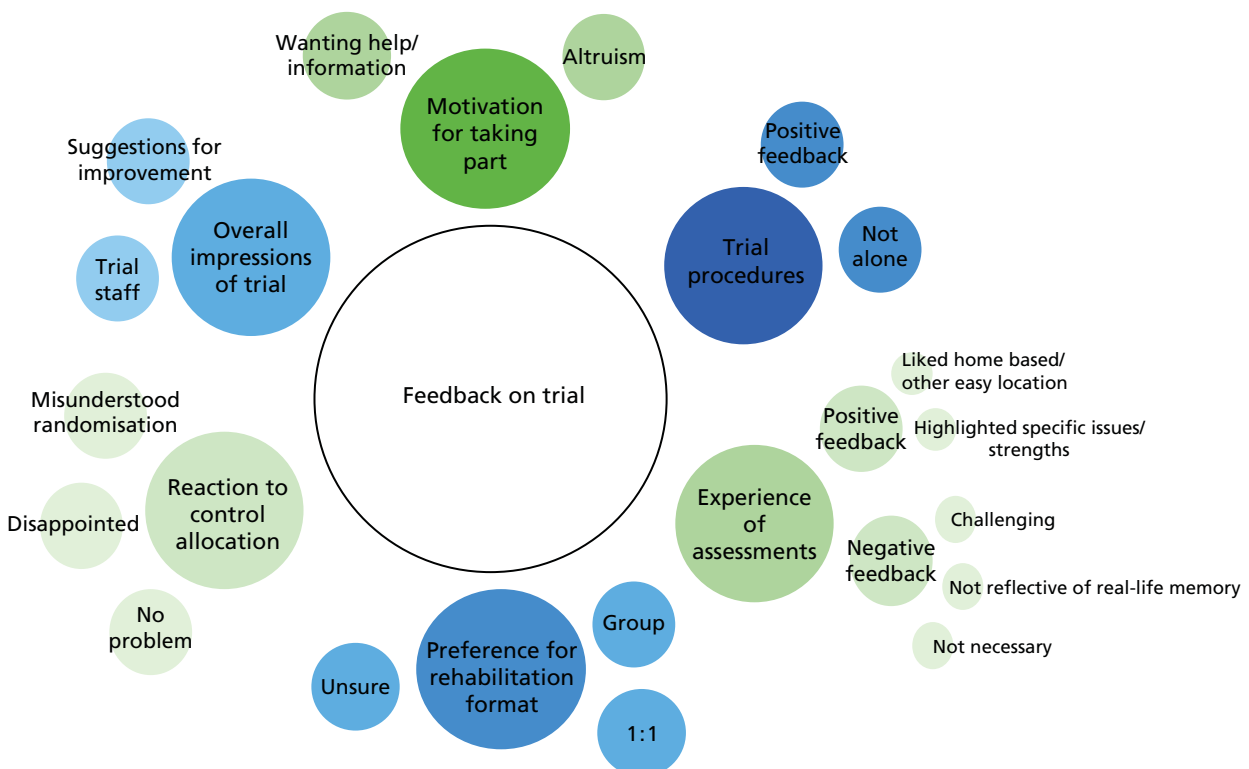 Wanting help/
information
Altruism
Motivation
for taking
part
Positive
feedback
Suggestions for
improvement
Overall
impressions
of trial
Trial
procedures
Not
alone
Trial
staff
Liked home based/
other easy location
Misunderstood
randomisation
Feedback on trial
Positive
feedback
Highlighted specific issues/
strengths
Reaction to
control
allocation
Experience
of
assessments
Disappointed
Challenging
Negative
feedback
Not reflective of real-life memory
No
problem
Group
Not necessary
Preference for
rehabilitation
format
Unsure
1:1